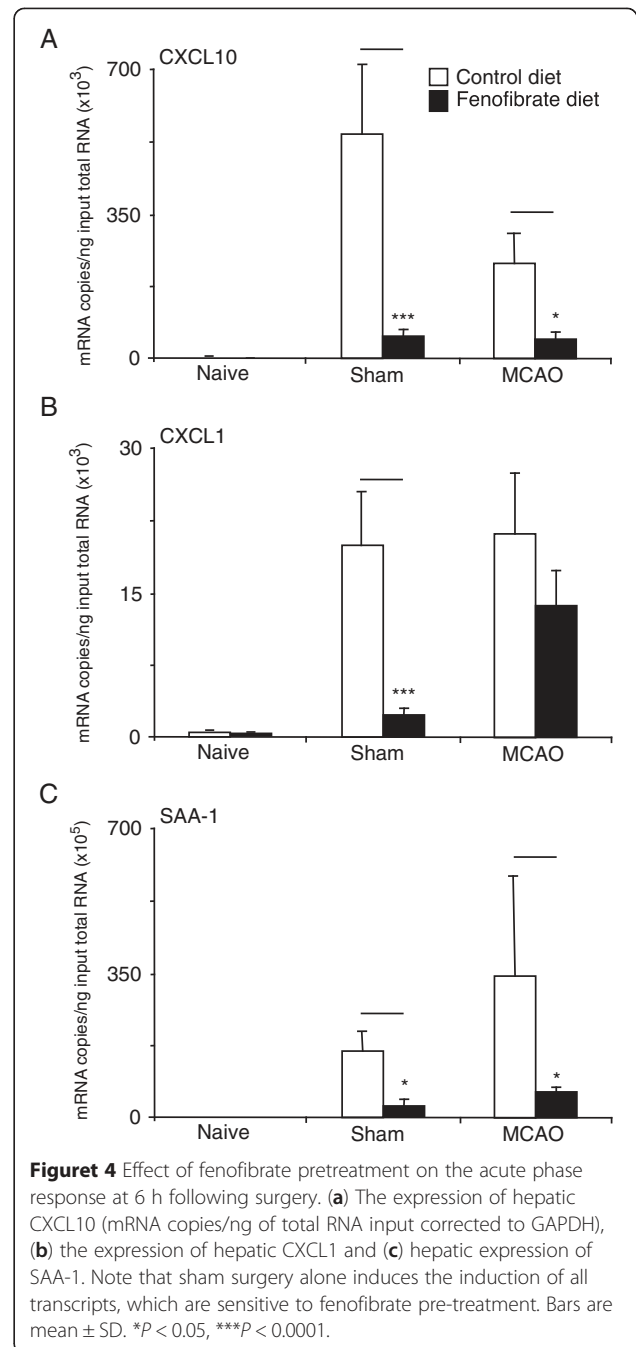 A
CXCL10
700
Control diet
Fenofibrate diet
mRNA copies/ng input total RNA (x10³)
350
***
*
0
Naive Sham MCAO
B
CXCL1
30
mRNA copies/ng input total RNA (x10³)
15
***
0
Naive Sham MCAO
C
SAA-1
700
mRNA copies/ng input total RNA (x10⁵)
350
*
*
0
Naive Sham MCAO
Figuret 4 Effect of fenofibrate pretreatment on the acute phase
response at 6 h following surgery. (a) The expression of hepatic
CXCL10 (mRNA copies/ng of total RNA input corrected to GAPDH),
(b) the expression of hepatic CXCL1 and (c) hepatic expression of
SAA-1. Note that sham surgery alone induces the induction of all
transcripts, which are sensitive to fenofibrate pre-treatment. Bars are
mean ± SD. *P < 0.05, ***P < 0.0001.